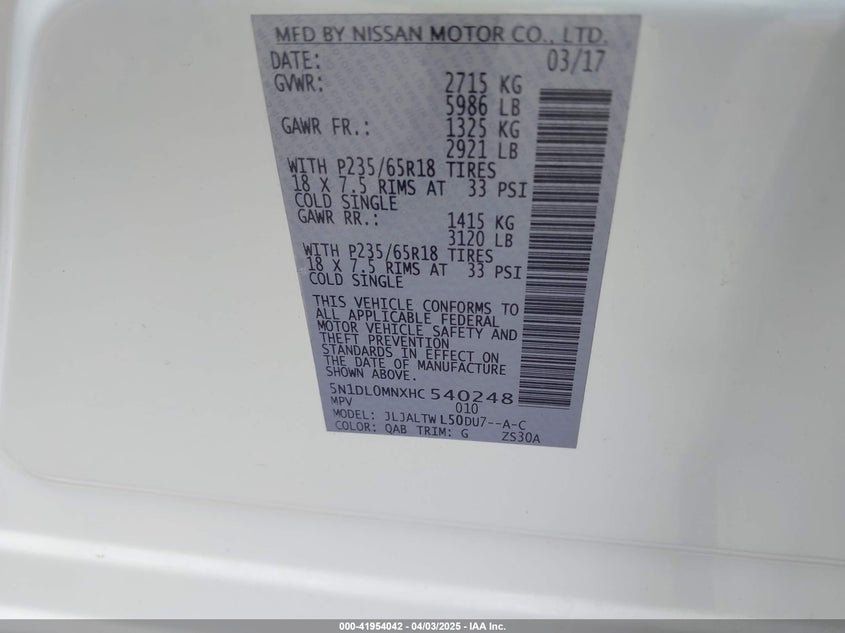 MFD BY NISSAN MOTOR CO., LTD.
DATE: 03/17
GVWR: 2715 KG
5986 LB
GAWR FR.: 1325 KG
2921 LB
WITH P235/65R18 TIRES
18 X 7.5 RIMS AT 33 PSI
COLD SINGLE
GAWR RR.: 1415 KG
3120 LB
WITH P235/65R18 TIRES
18 X 7.5 RIMS AT 33 PSI
COLD SINGLE
THIS VEHICLE CONFORMS TO
ALL APPLICABLE FEDERAL
MOTOR VEHICLE SAFETY AND
THEFT PREVENTION
STANDARDS IN EFFECT ON
THE DATE OF MANUFACTURE
SHOWN ABOVE.
5N1DL0MNXHC540248
MPV 010
MODEL: JLJALTWL50DU7--A-C
COLOR: QAB TRIM: G ZS30A
000-41954042 - 04/03/2025 - IAA Inc.